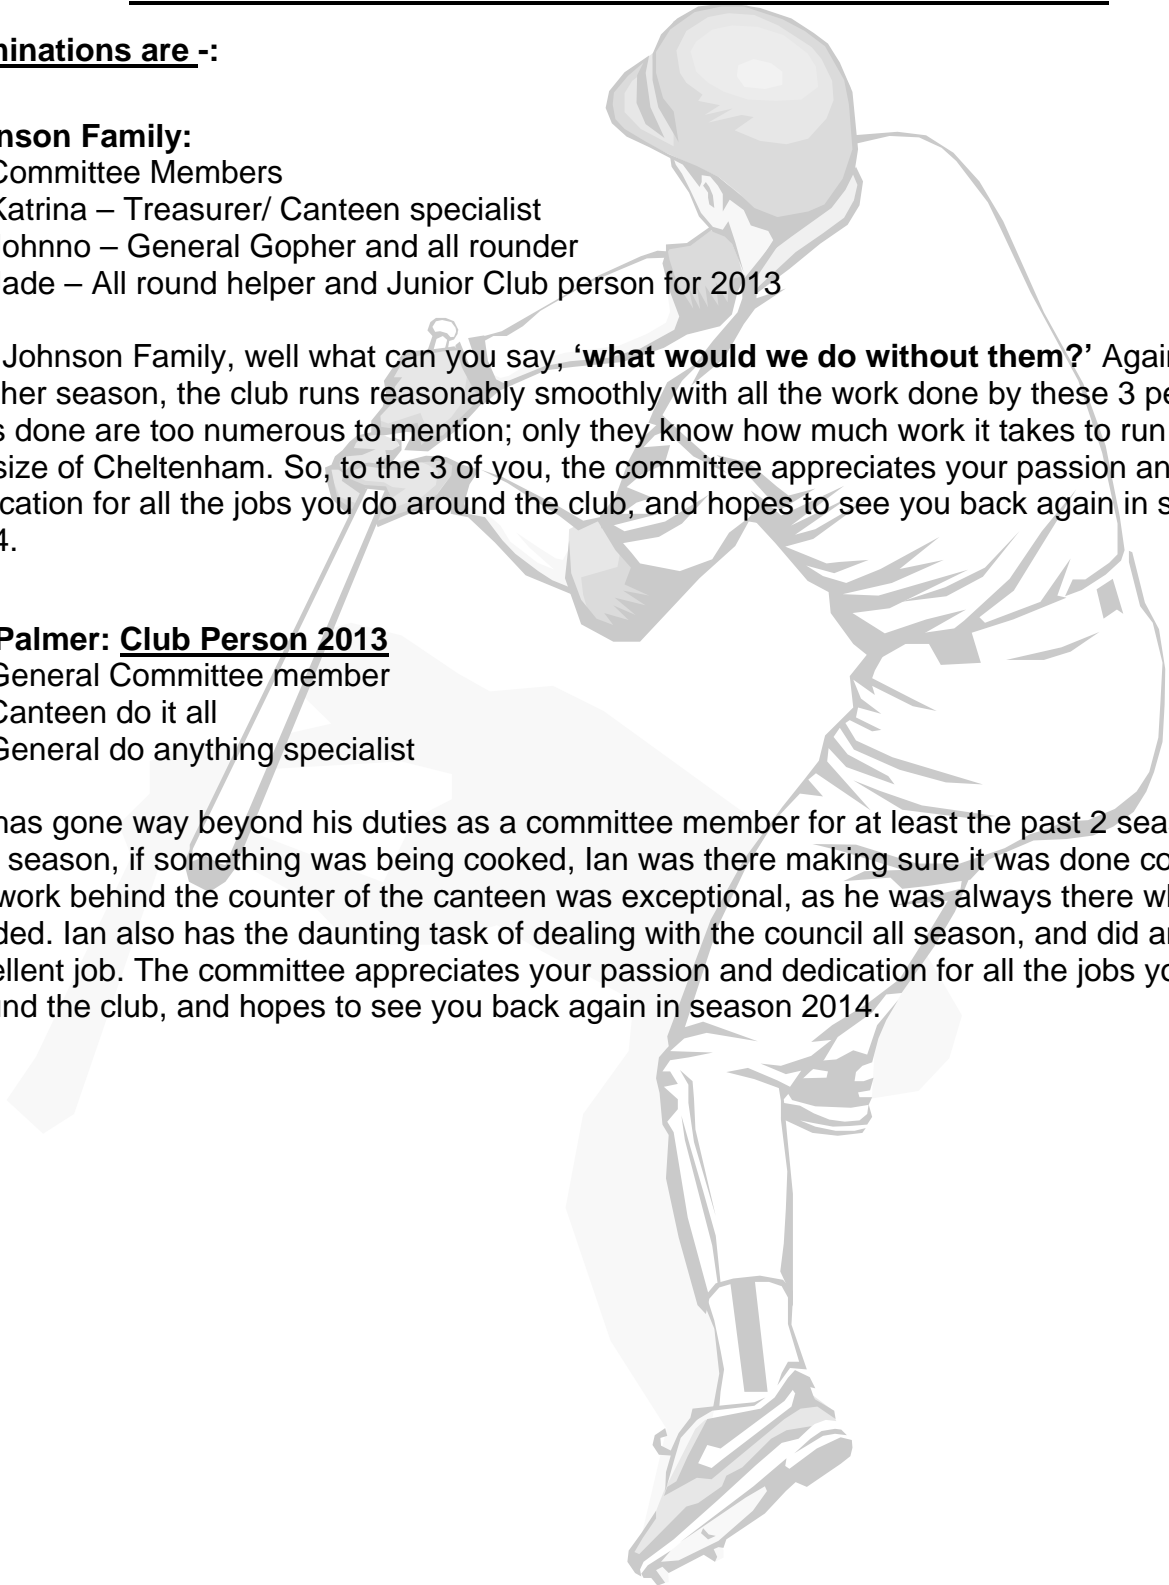 minations are -:
nson Family:
Committee Members
Katrina – Treasurer/ Canteen specialist
ohnno – General Gopher and all rounder
ade – All round helper and Junior Club person for 2013
Johnson Family, well what can you say, ‘what would we do without them?’ Again
her season, the club runs reasonably smoothly with all the work done by these 3 pe
s done are too numerous to mention; only they know how much work it takes to run
size of Cheltenham. So, to the 3 of you, the committee appreciates your passion an
ication for all the jobs you do around the club, and hopes to see you back again in s
4.
Palmer: Club Person 2013
General Committee member
Canteen do it all
General do anything specialist
has gone way beyond his duties as a committee member for at least the past 2 sea
season, if something was being cooked, Ian was there making sure it was done co
work behind the counter of the canteen was exceptional, as he was always there wh
ded. Ian also has the daunting task of dealing with the council all season, and did an
ellent job. The committee appreciates your passion and dedication for all the jobs yo
und the club, and hopes to see you back again in season 2014.